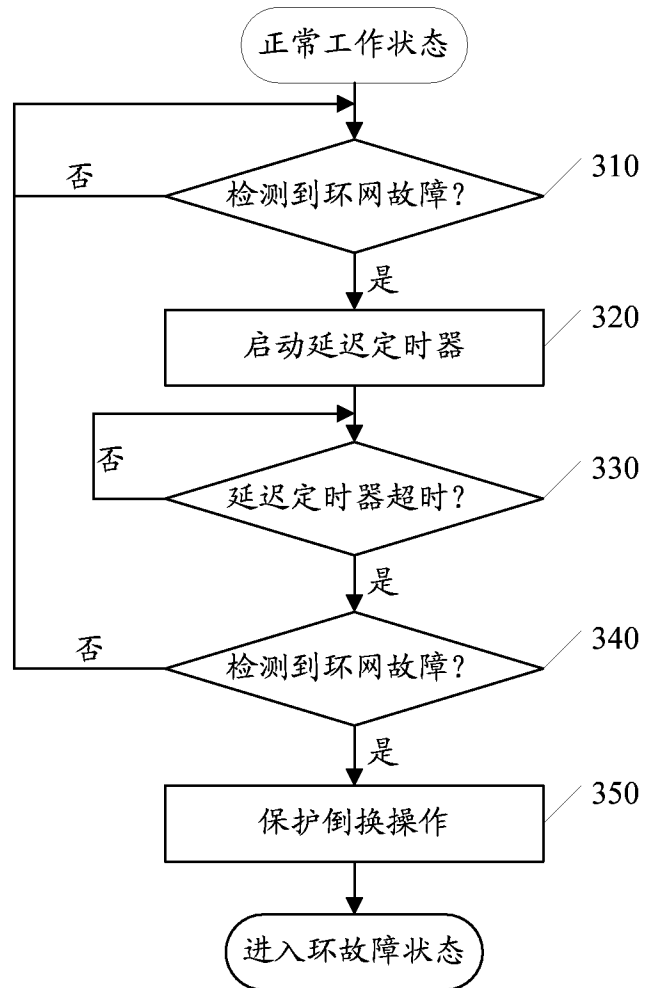 正常工作状态
否
检测到环网故障?
310
是
启动延迟定时器
320
否
延迟定时器超时?
330
是
否
检测到环网故障?
340
是
保护倒换操作
350
进入环故障状态